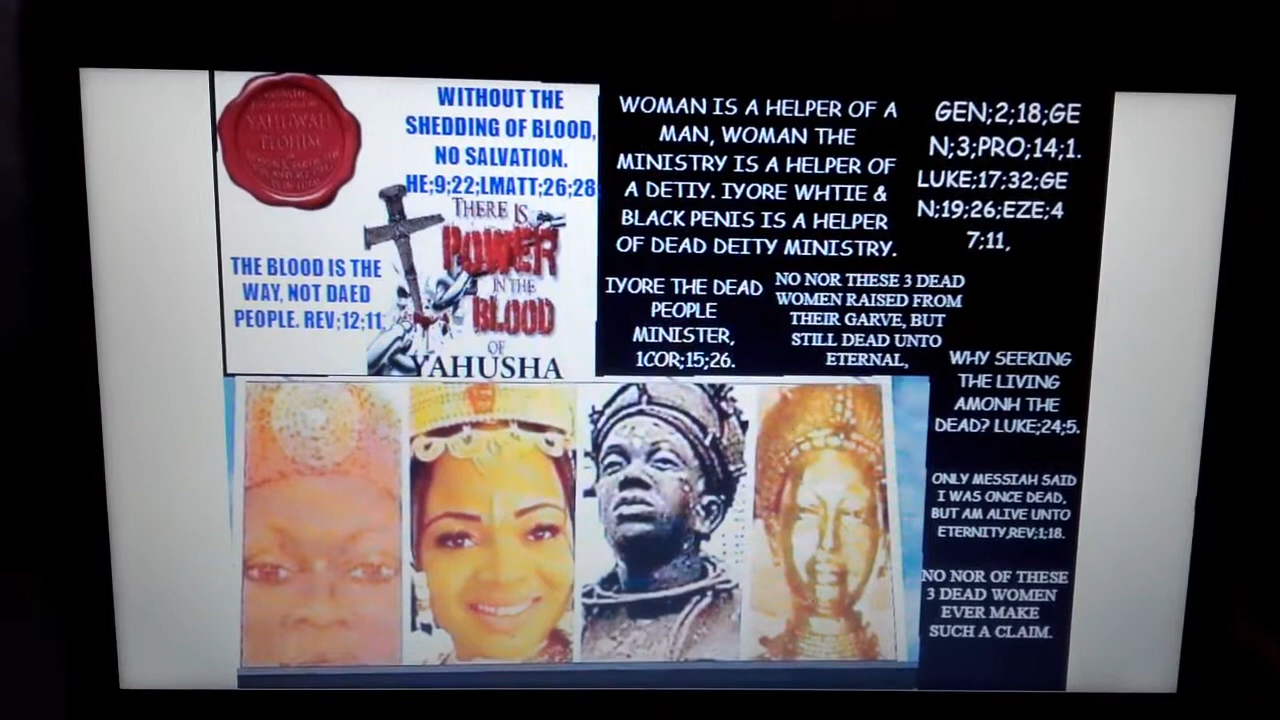 YAHUWAH
ELOHIM
WITHOUT THE
SHEDDING OF BLOOD,
NO SALVATION.
HE;9;22;LMATT;26;28
THERE IS
POWER
IN THE
BLOOD
OF
YAHUSHA
THE BLOOD IS THE
WAY, NOT DAED
PEOPLE. REV;12;11,
WOMAN IS A HELPER OF A
MAN, WOMAN THE
MINISTRY IS A HELPER OF
A DETIY. IYORE WHTIE &
BLACK PENIS IS A HELPER
OF DEAD DEITY MINISTRY.
GEN;2;18;GE
N;3;PRO;14;1.
LUKE;17;32;GE
N;19;26;EZE;4
7;11,
IYORE THE DEAD
PEOPLE
MINISTER,
1COR;15;26.
NO NOR THESE 3 DEAD
WOMEN RAISED FROM
THEIR GARVE, BUT
STILL DEAD UNTO
ETERNAL,
WHY SEEKING
THE LIVING
AMONH THE
DEAD? LUKE;24;5.
ONLY MESSIAH SAID
I WAS ONCE DEAD,
BUT AM ALIVE UNTO
ETERNITY,REV;1;18.
NO NOR OF THESE
3 DEAD WOMEN
EVER MAKE
SUCH A CLAIM.